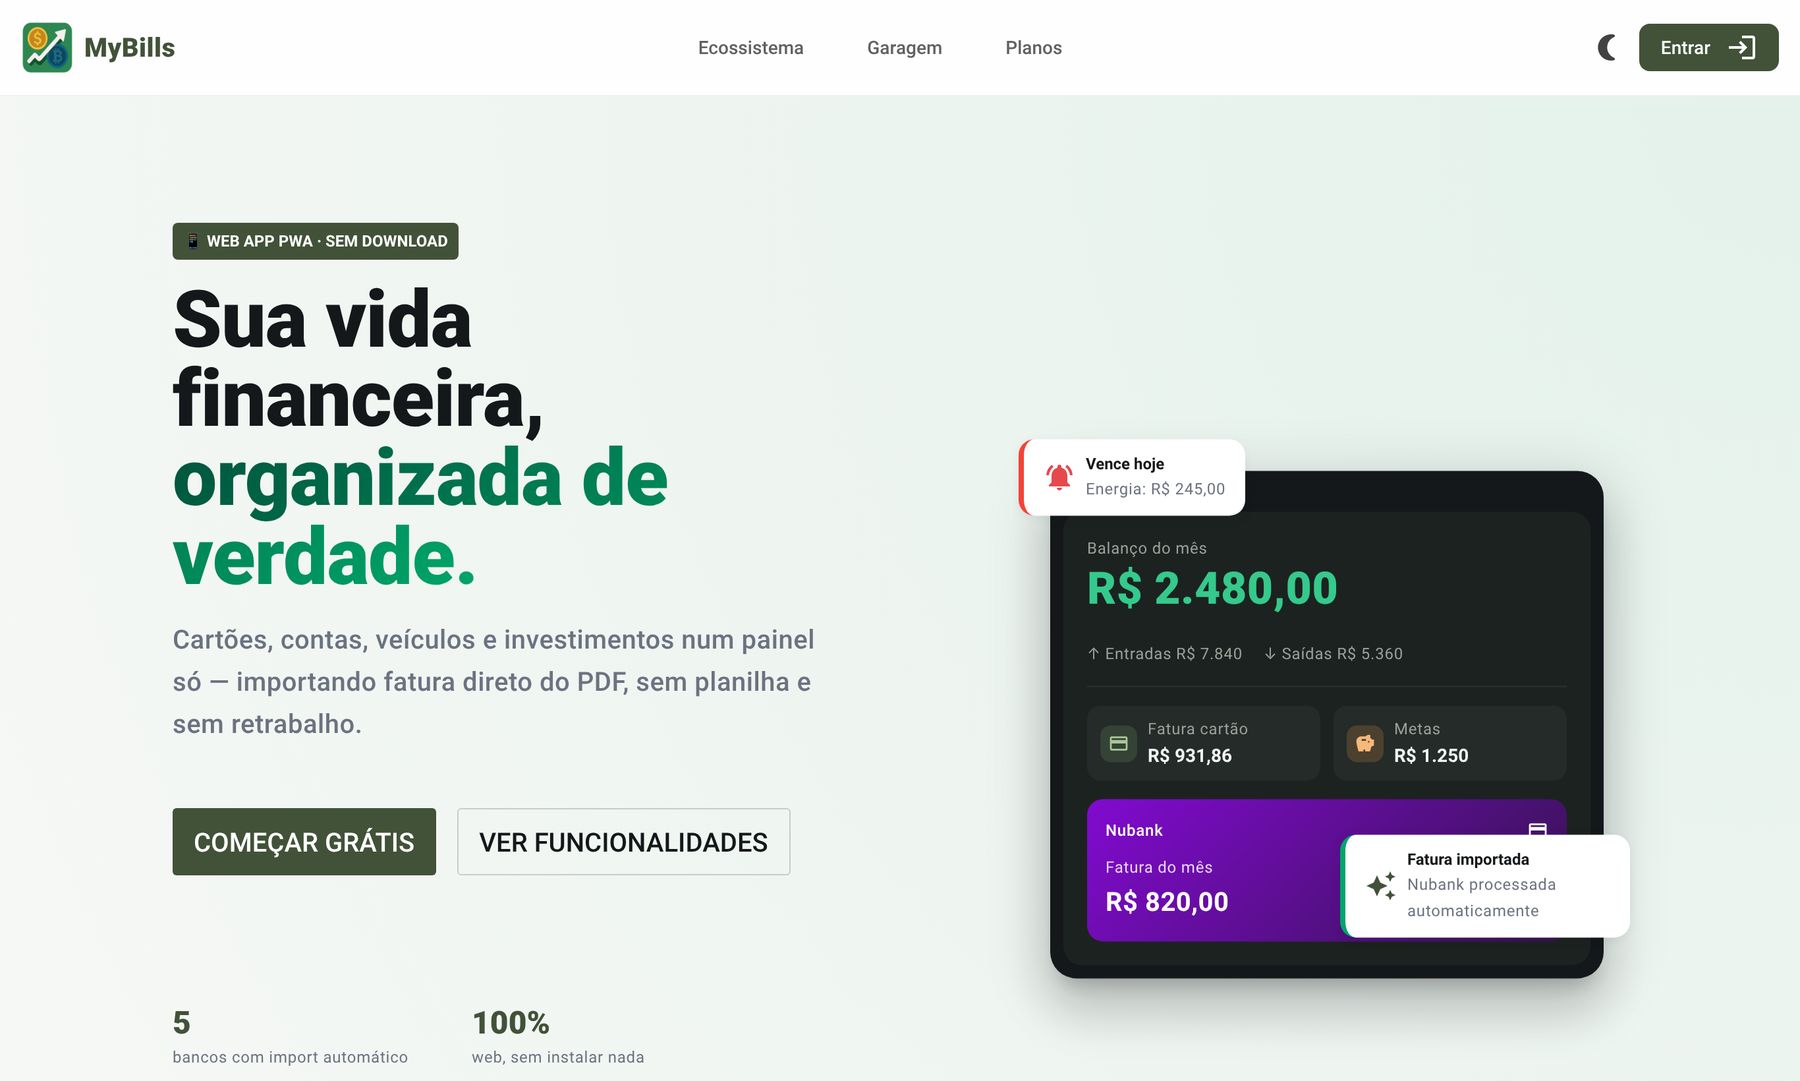 MyBills
Ecossistema
Garagem
Planos
Entrar
WEB APP PWA · SEM DOWNLOAD
Sua vida
financeira,
organizada de
verdade.
Cartões, contas, veículos e investimentos num painel
só — importando fatura direto do PDF, sem planilha e
sem retrabalho.
COMEÇAR GRÁTIS
VER FUNCIONALIDADES
5
bancos com import automático
100%
web, sem instalar nada
Vence hoje
Energia: R$ 245,00
Balanço do mês
R$ 2.480,00
↑ Entradas R$ 7.840
↓ Saídas R$ 5.360
Fatura cartão
R$ 931,86
Metas
R$ 1.250
Nubank
Fatura do mês
R$ 820,00
Fatura importada
Nubank processada
automaticamente